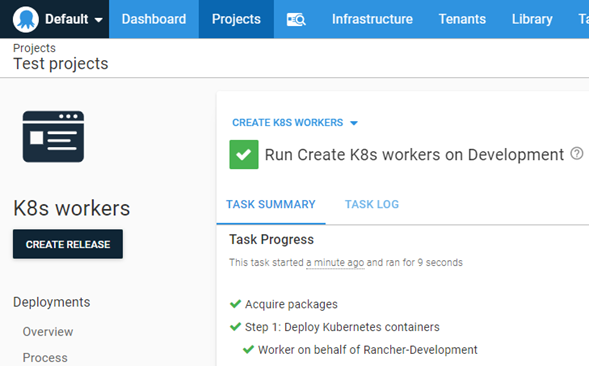 Default Dashboard Projects Infrastructure Tenants Library
Projects
Test projects
CREATE K8S WORKERS
Run Create K8s workers on Development
K8s workers
CREATE RELEASE
TASK SUMMARY TASK LOG
Task Progress
This task started a minute ago and ran for 9 seconds
Acquire packages
Deployments
Step 1: Deploy Kubernetes containers
Overview
Worker on behalf of Rancher-Development
Process